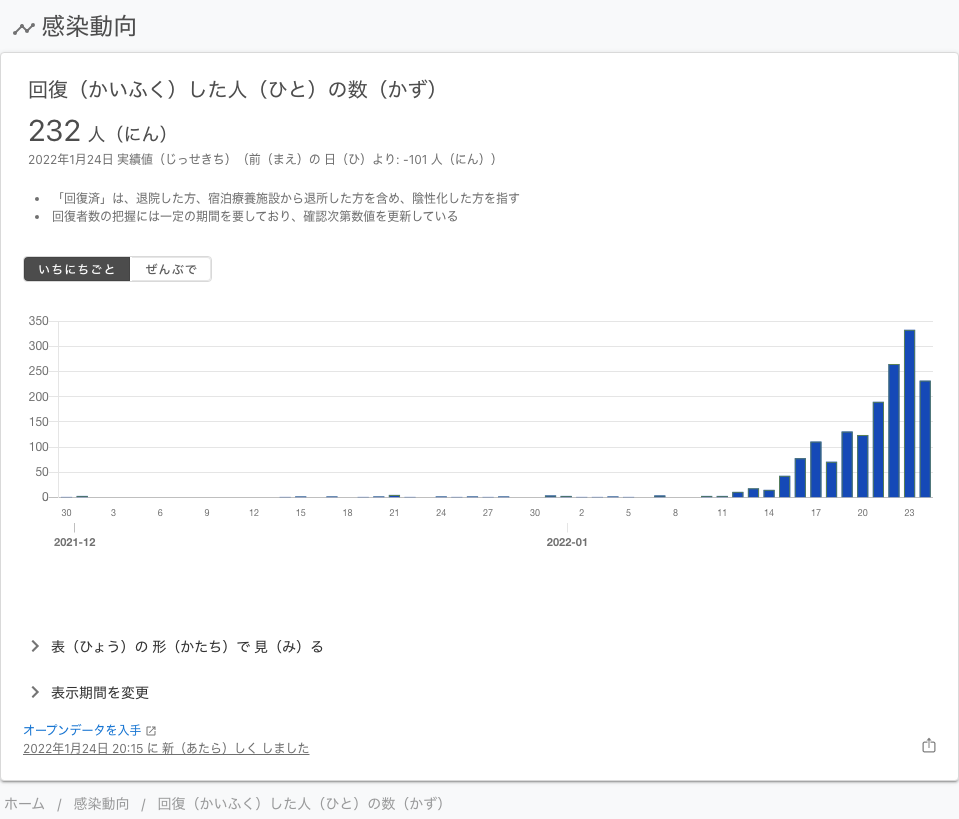 感染動向
回復（かいふく）した人（ひと）の数（かず）
232 人（にん）
2022年1月24日 実績値（じっせきち）（前（まえ）の 日（ひ）より: -101 人（にん））
• 「回復済」は、退院した方、宿泊療養施設から退所した方を含め、陰性化した方を指す
• 回復者数の把握には一定の期間を要しており、確認次第数値を更新している
いちにちごと ぜんぶで
350
300
250
200
150
100
50
0
30 3 6 9 12 15 18 21 24 27 30 2 5 8 11 14 17 20 23
2021-12 2022-01
表（ひょう）の 形（かたち）で 見（み）る
表示期間を変更
オープンデータを入手
2022年1月24日 20:15 に 新（あたら）しく しました
ホーム / 感染動向 / 回復（かいふく）した人（ひと）の数（かず）